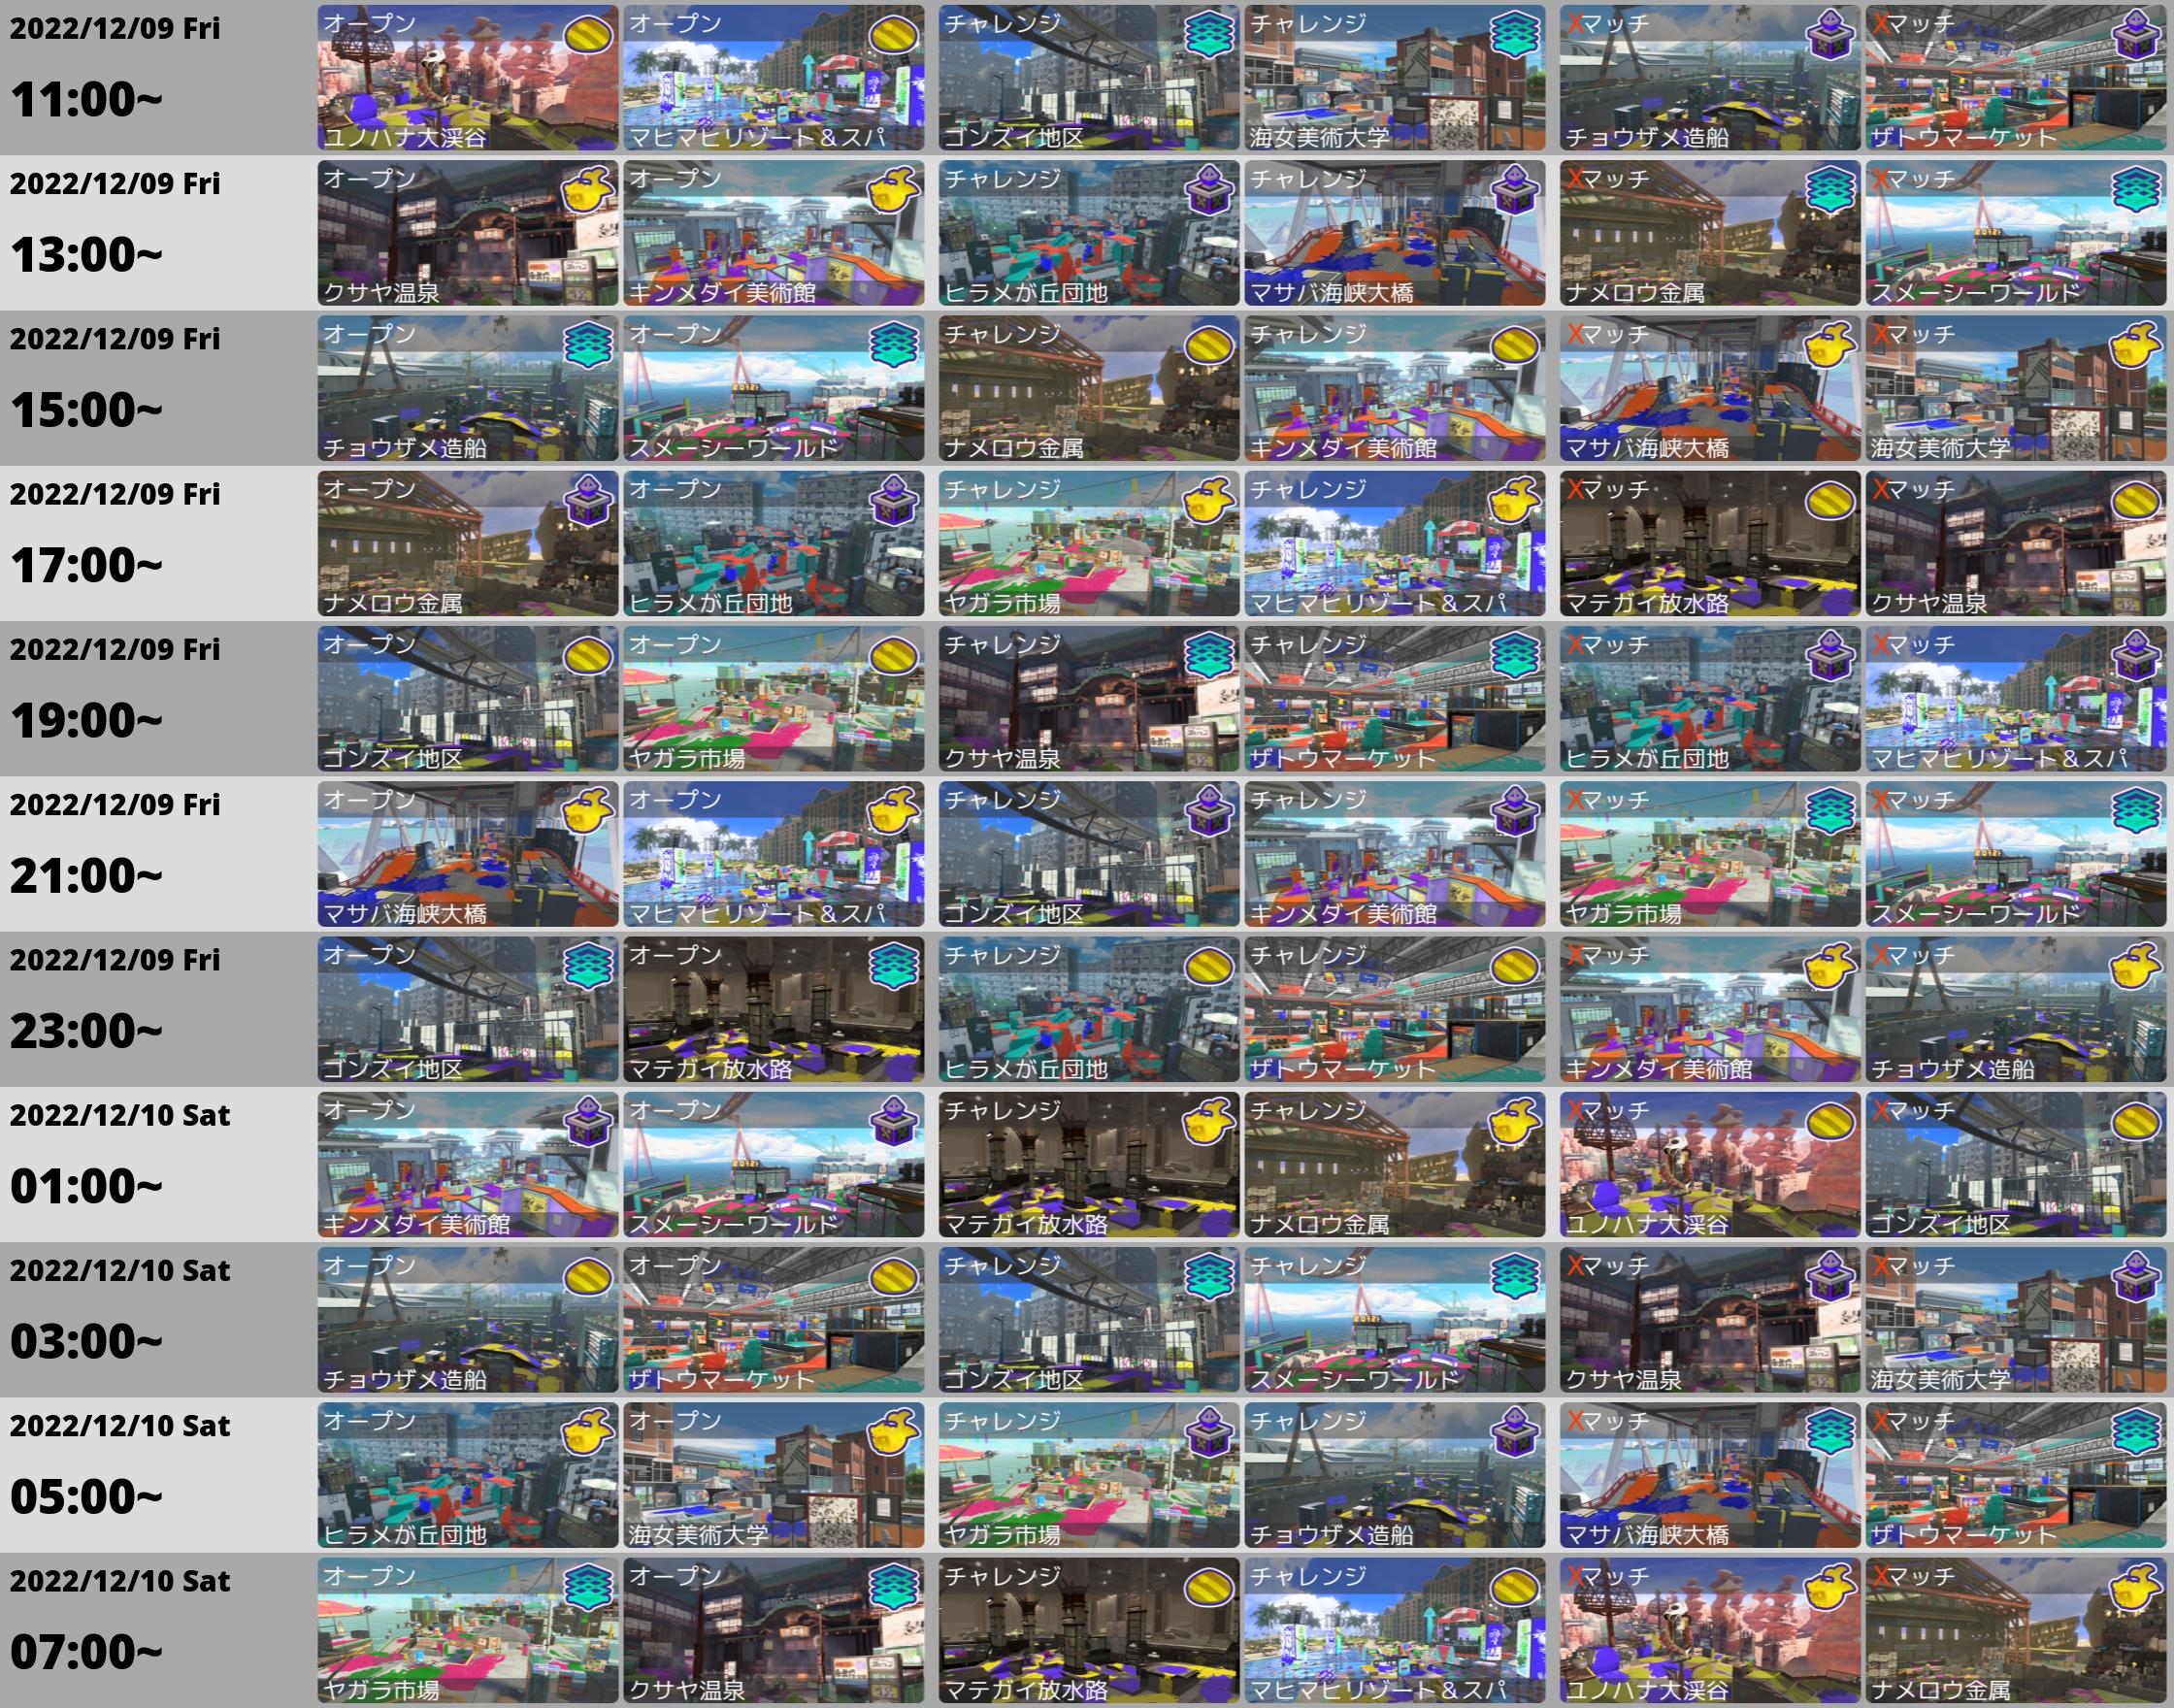 2022/12/09 Fri
11:00~
オープン オープン チャレンジ チャレンジ Xマッチ Xマッチ
ユノハナ大渓谷 マヒマヒリゾート＆スパ ゴンズイ地区 海女美術大学 チョウザメ造船 ザトウマーケット
2022/12/09 Fri
13:00~
オープン オープン チャレンジ チャレンジ Xマッチ Xマッチ
クサヤ温泉 キンメダイ美術館 ヒラメが丘団地 マサバ海峡大橋 ナメロウ金属 スメーシーワールド
2022/12/09 Fri
15:00~
オープン オープン チャレンジ チャレンジ Xマッチ Xマッチ
チョウザメ造船 スメーシーワールド ナメロウ金属 キンメダイ美術館 マサバ海峡大橋 海女美術大学
2022/12/09 Fri
17:00~
オープン オープン チャレンジ チャレンジ Xマッチ Xマッチ
ナメロウ金属 ヒラメが丘団地 ヤガラ市場 マヒマヒリゾート＆スパ マテガイ放水路 クサヤ温泉
2022/12/09 Fri
19:00~
オープン オープン チャレンジ チャレンジ Xマッチ Xマッチ
ゴンズイ地区 ヤガラ市場 クサヤ温泉 ザトウマーケット ヒラメが丘団地 マヒマヒリゾート＆スパ
2022/12/09 Fri
21:00~
オープン オープン チャレンジ チャレンジ Xマッチ Xマッチ
マサバ海峡大橋 マヒマヒリゾート＆スパ ゴンズイ地区 キンメダイ美術館 ヤガラ市場 スメーシーワールド
2022/12/09 Fri
23:00~
オープン オープン チャレンジ チャレンジ Xマッチ Xマッチ
ゴンズイ地区 マテガイ放水路 ヒラメが丘団地 ザトウマーケット キンメダイ美術館 チョウザメ造船
2022/12/10 Sat
01:00~
オープン オープン チャレンジ チャレンジ Xマッチ Xマッチ
キンメダイ美術館 スメーシーワールド マテガイ放水路 ナメロウ金属 ユノハナ大渓谷 ゴンズイ地区
2022/12/10 Sat
03:00~
オープン オープン チャレンジ チャレンジ Xマッチ Xマッチ
チョウザメ造船 ザトウマーケット ゴンズイ地区 スメーシーワールド クサヤ温泉 海女美術大学
2022/12/10 Sat
05:00~
オープン オープン チャレンジ チャレンジ Xマッチ Xマッチ
ヒラメが丘団地 海女美術大学 ヤガラ市場 チョウザメ造船 マサバ海峡大橋 ザトウマーケット
2022/12/10 Sat
07:00~
オープン オープン チャレンジ チャレンジ Xマッチ Xマッチ
ヤガラ市場 クサヤ温泉 マテガイ放水路 マヒマヒリゾート＆スパ ユノハナ大渓谷 ナメロウ金属